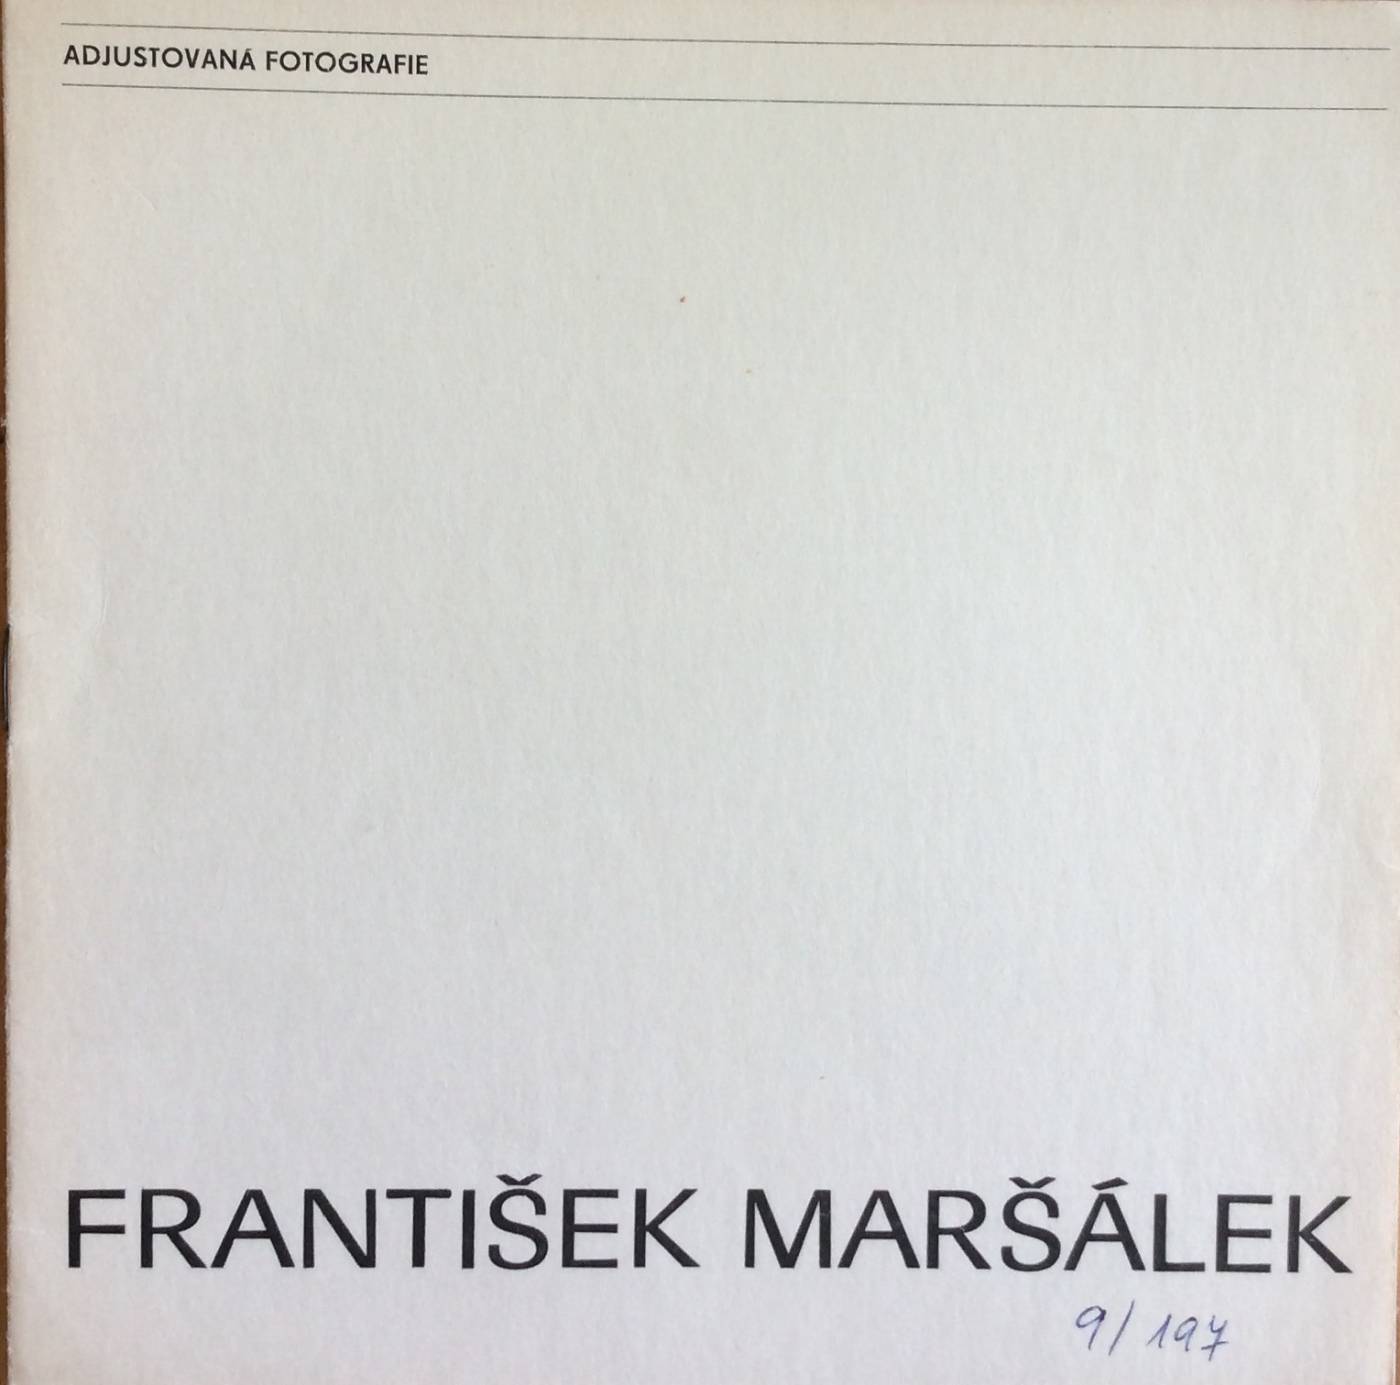 ADJUSTOVANÁ FOTOGRAFIE
FRANTIŠEK MARŠÁLEK
9/197